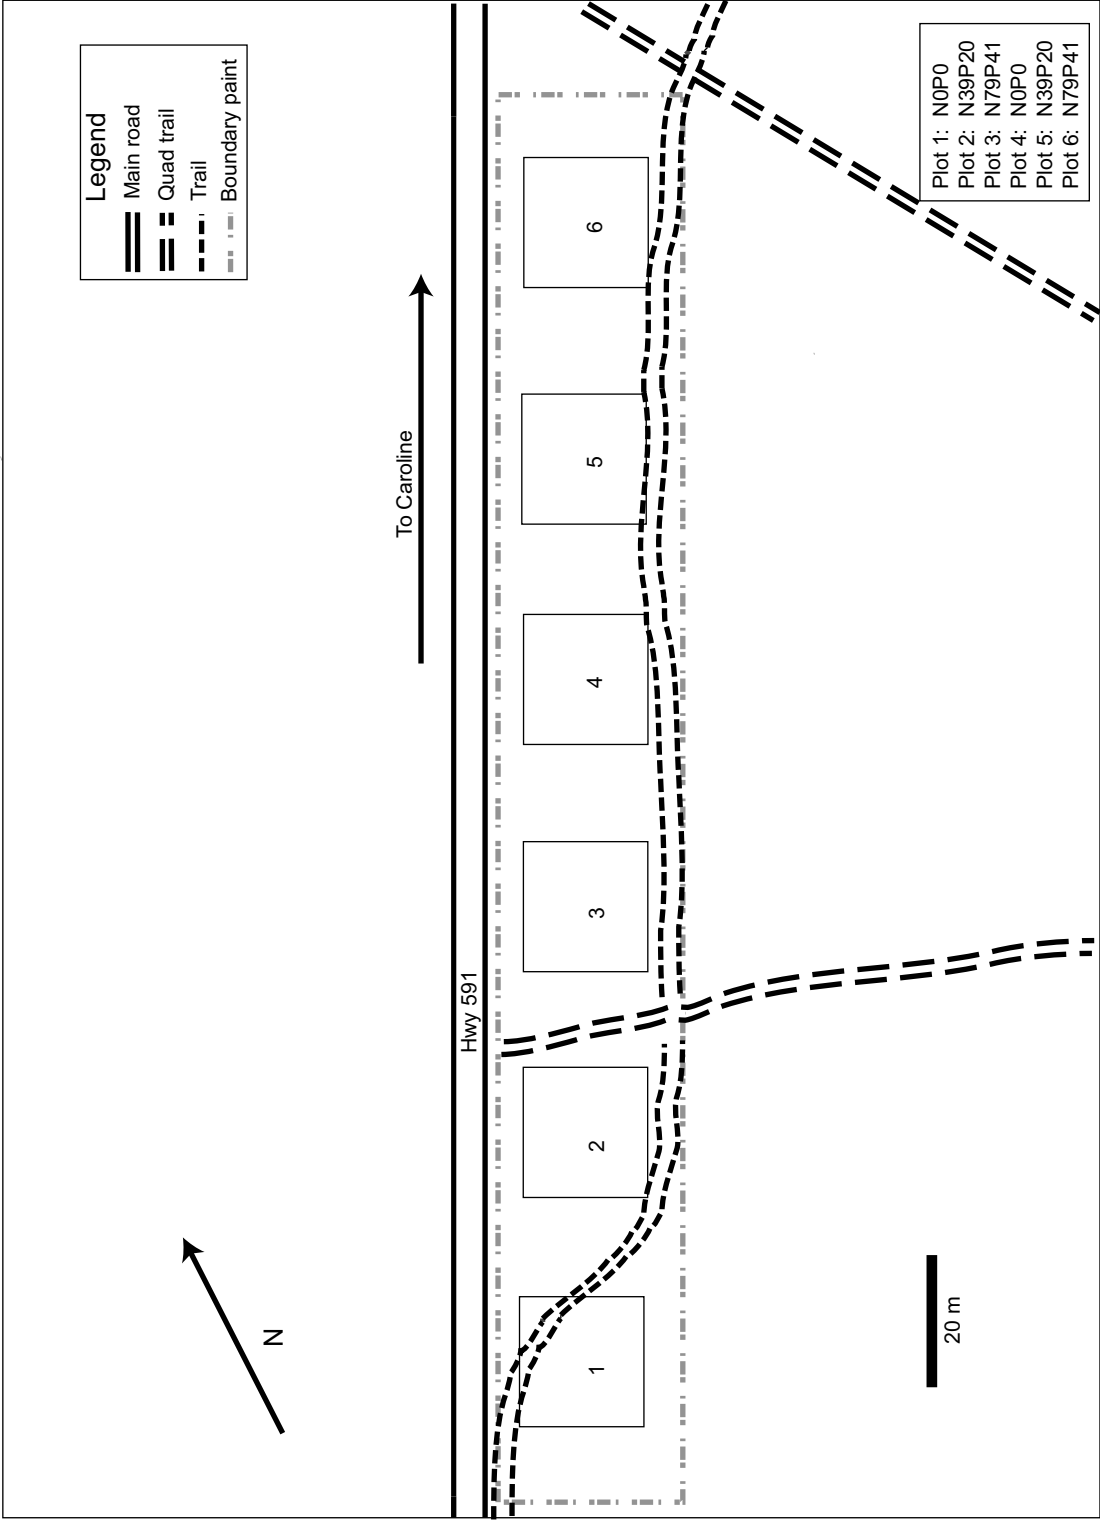 Legend
Main road
Quad trail
Trail
Boundary paint
To Caroline
Hwy 591
N
1
2
3
4
5
6
20 m
Plot 1: N0P0
Plot 2: N39P20
Plot 3: N79P41
Plot 4: N0P0
Plot 5: N39P20
Plot 6: N79P41